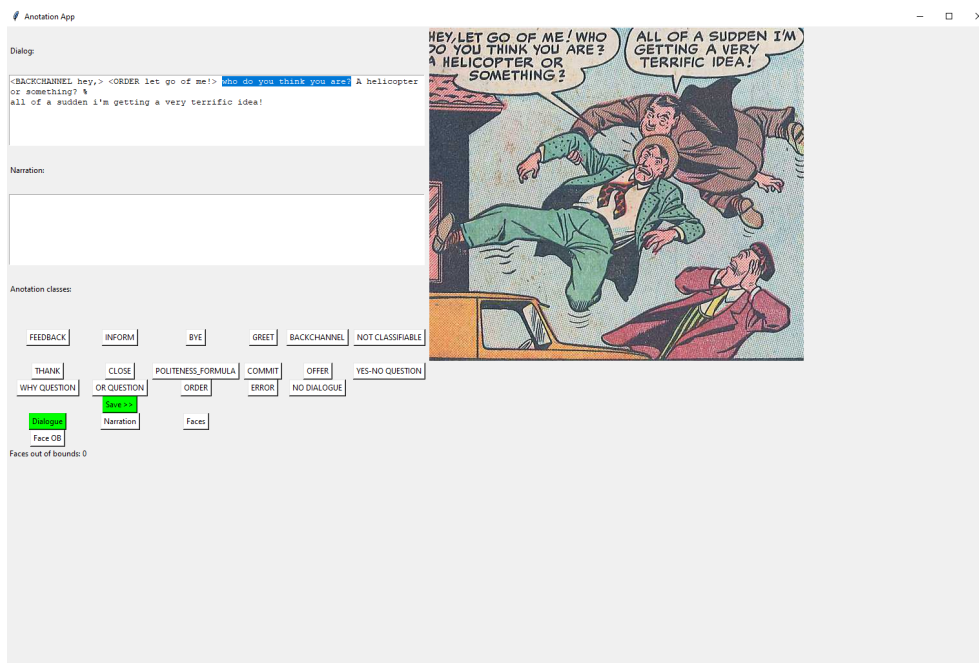 Anotation App
Dialog:
<BACKCHANNEL hey,> <ORDER let go of me!> who do you think you are? A helicopter
or something? %
all of a sudden i'm getting a very terrific idea!
Narration:
Anotation classes:
FEEDBACK INFORM BYE GREET BACKCHANNEL NOT CLASSIFIABLE
THANK CLOSE POLITENESS_FORMULA COMMIT OFFER YES-NO QUESTION
WHY QUESTION OR QUESTION ORDER ERROR NO DIALOGUE
Save >>
Dialogue Narration Faces
Face OB
Faces out of bounds: 0
HEY, LET GO OF ME! WHO
DO YOU THINK YOU ARE?
A HELICOPTER OR
SOMETHING?
ALL OF A SUDDEN I'M
GETTING A VERY
TERRIFIC IDEA!